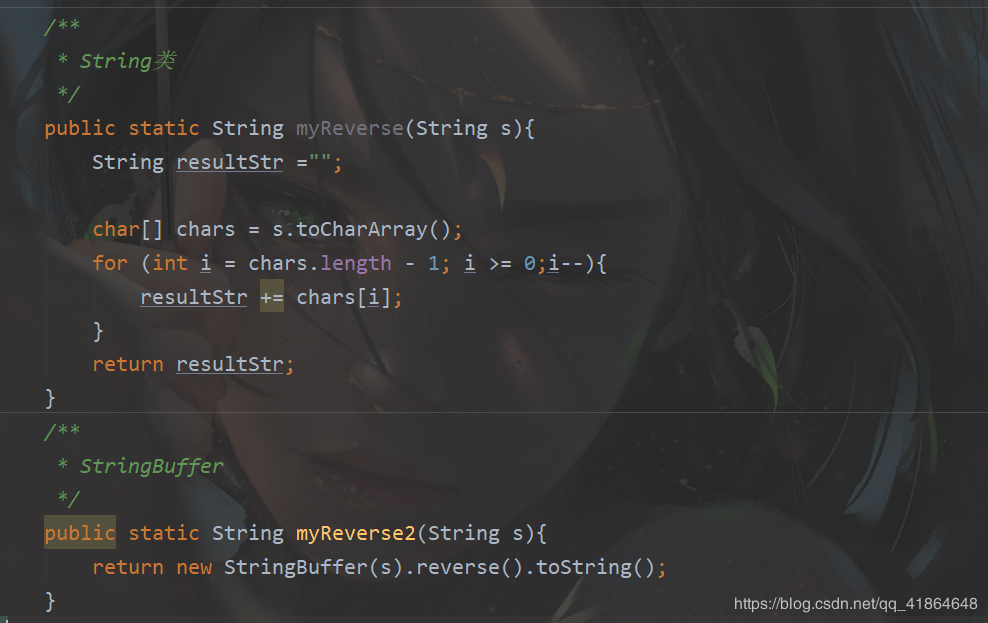 /**
 * String类
 */
public static String myReverse(String s){
    String resultStr ="";
    char[] chars = s.toCharArray();
    for (int i = chars.length - 1; i >= 0;i--){
        resultStr += chars[i];
    }
    return resultStr;
}
/**
 * StringBuffer
 */
public static String myReverse2(String s){
    return new StringBuffer(s).reverse().toString();
}
https://blog.csdn.net/qq_41864648